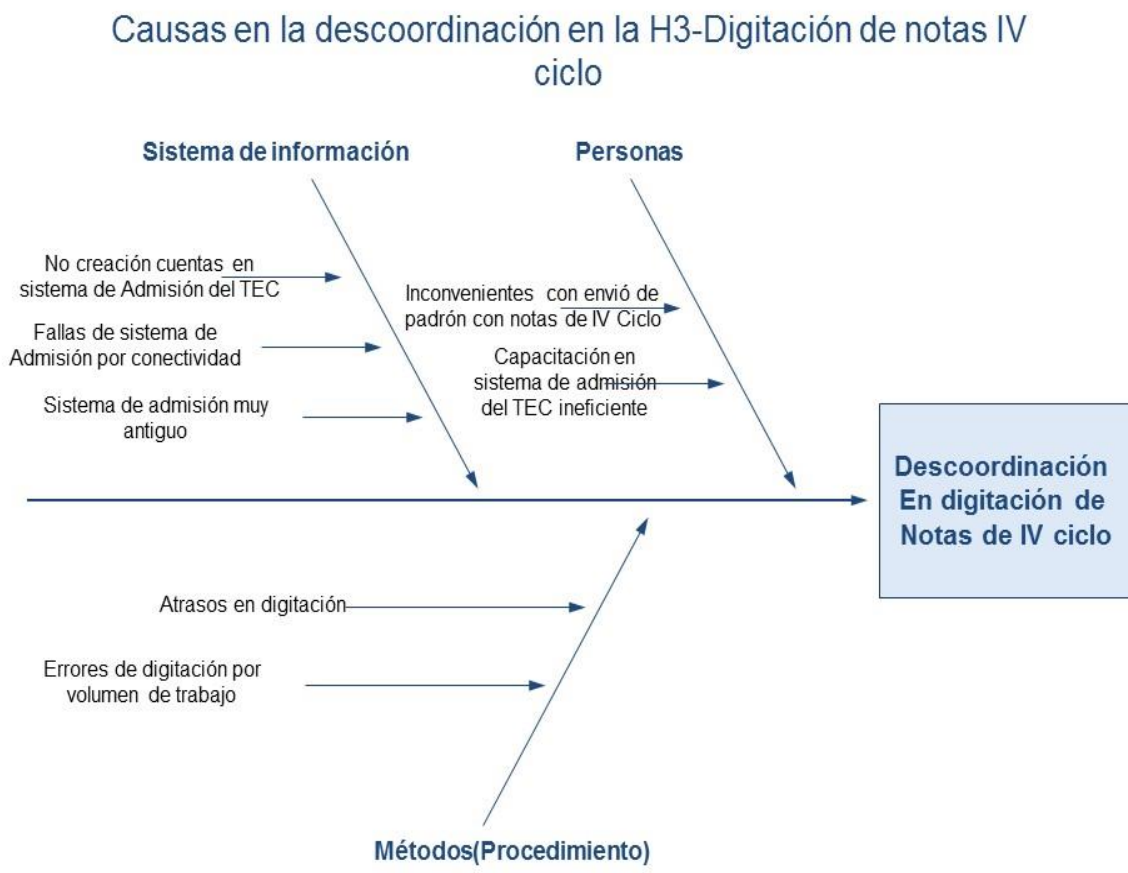 Causas en la descoordinación en la H3-Digitación de notas IV
ciclo
Sistema de información
Personas
No creación cuentas en
sistema de Admisión del TEC
Fallas de sistema de
Admisión por conectividad
Sistema de admisión muy
antiguo
Inconvenientes con envió de
padrón con notas de IV Ciclo
Capacitación en
sistema de admisión
del TEC ineficiente
Descoordinación
En digitación de
Notas de IV ciclo
Atrasos en digitación
Errores de digitación por
volumen de trabajo
Métodos(Procedimiento)